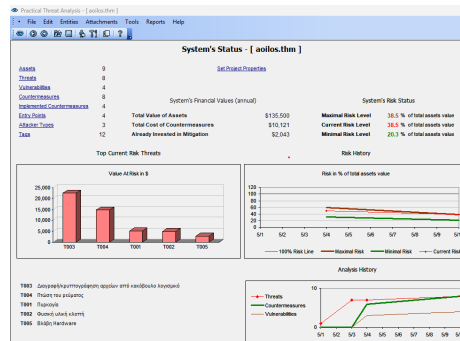 Practical Threat Analysis - [ aoilos.thm ]
File Edit Entities Attachments Tools Reports Help
System's Status - [ aoilos.thm ]
Assets 9
Set Project Properties
Threats 8
Vulnerabilities 4
Countermeasures 8
System's Financial Values (annual)
System's Risk Status
Implemented Countermeasures 4
Entry Points 4
Total Value of Assets $135,500
Maximal Risk Level 38.5 % of total assets value
Attacker Types 3
Total Cost of Countermeasures $10,121
Current Risk Level 38.5 % of total assets value
Tags 12
Already Invested in Mitigation $2,043
Minimal Risk Level 20.3 % of total assets value
Top Current Risk Threats
Risk History
Value At Risk in $
25,000
20,000
15,000
10,000
5,000
0
T003 T004 T001 T002 T005
Risk in % of total assets value
120
100
80
60
40
20
0
5/1 5/2 5/3 5/4 5/5 5/6 5/7 5/8 5/9 5/1
100% Risk Line Maximal Risk Minimal Risk Current Ris
Analysis History
T003 Διαγραφή/κρυπτογράφηση αρχείων από κακόβουλο λογισμικό
T004 Πτώση του ρεύματος
T001 Πυρκαγία
T002 Φυσική υλική κλοπή
T005 Βλάβη Hardware
Threats
Countermeasures
Vulnerabilities
10
0
5/1 5/2 5/3 5/4 5/5 5/6 5/7 5/8 5/9 5/1